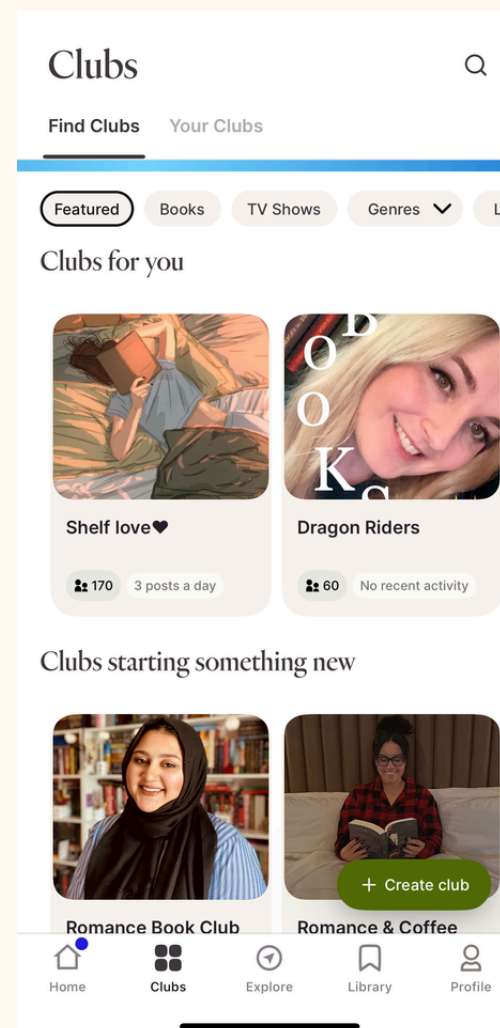 Clubs
Find Clubs Your Clubs
Featured Books TV Shows Genres L
Clubs for you
B
O
O
K
S
Shelf love♥ Dragon Riders
170 3 posts a day 60 No recent activity
Clubs starting something new
+ Create club
Romance Book Club Romance & Coffee
Home Clubs Explore Library Profile